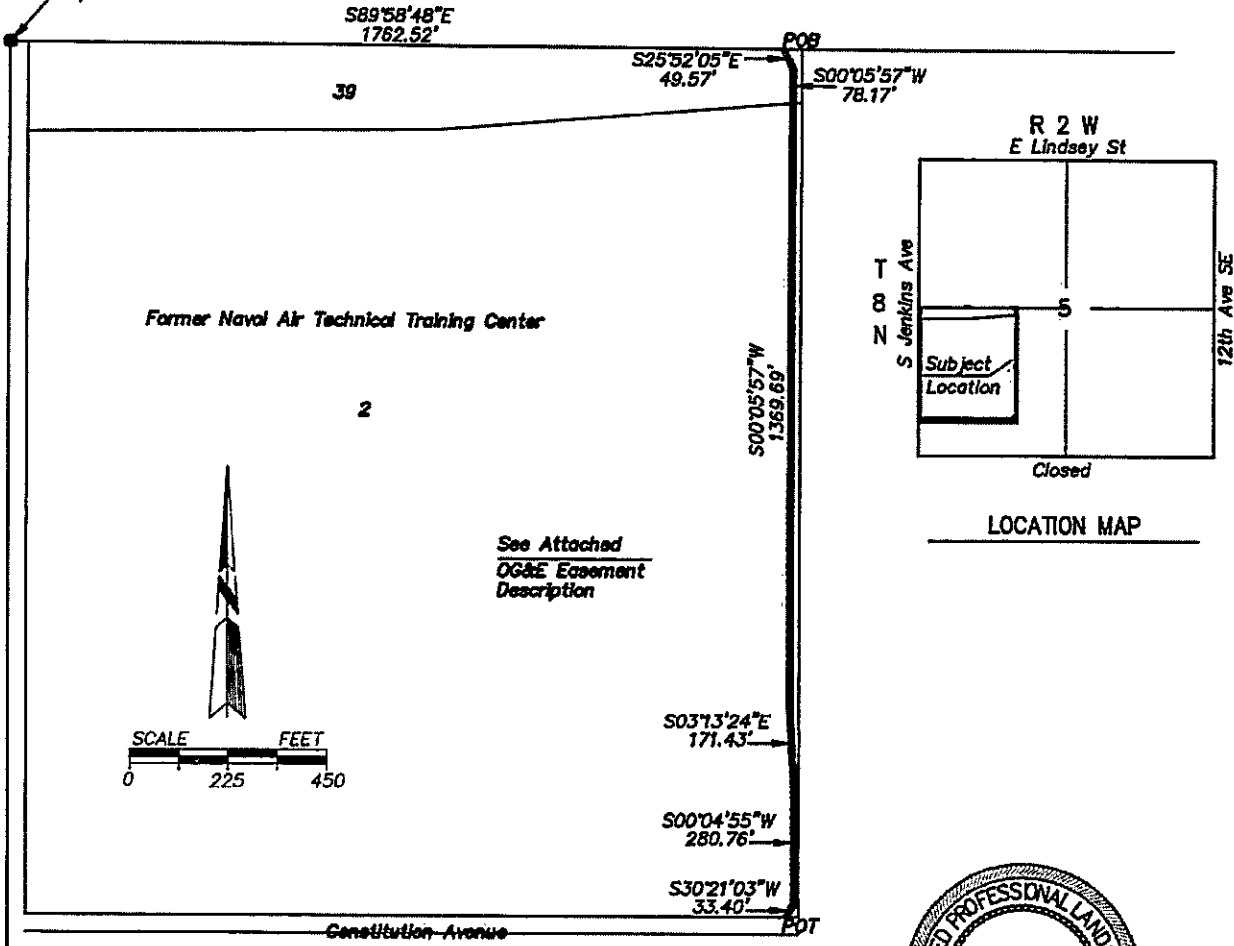 S89°58'48"E
1762.52'
POB
S25°52'05"E
49.57'
S00°05'57"W
78.17'
39
R 2 W
E Lindsey St
T
8
N
S Jenkins Ave
5
12th Ave SE
Subject
Location
Closed
LOCATION MAP
Former Naval Air Technical Training Center
2
S00°05'57"W
1369.69'
See Attached
OG&E Easement
Description
SCALE FEET
0 225 450
S03°13'24"E
171.43'
S00°04'55"W
280.76'
S30°21'03"W
33.40'
POT
Constitution Avenue
ED PROFESSIONAL LAND